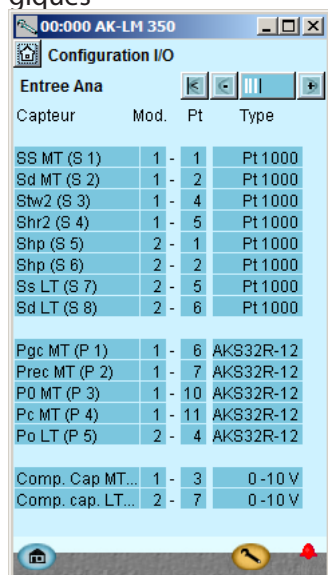 giques
00:000 AK-LM 350
Configuration I/O
Entree Ana
Capteur Mod. Pt Type
SS MT (S 1) 1 - 1 Pt1000
Sd MT (S 2) 1 - 2 Pt1000
Stw2 (S 3) 1 - 4 Pt1000
Shr2 (S 4) 1 - 5 Pt1000
Shp (S 5) 2 - 1 Pt1000
Shp (S 6) 2 - 2 Pt1000
Ss LT (S 7) 2 - 5 Pt1000
Sd LT (S 8) 2 - 6 Pt1000
Pgc MT (P 1) 1 - 6 AKS32R-12
Prec MT (P 2) 1 - 7 AKS32R-12
P0 MT (P 3) 1 - 10 AKS32R-12
Pc MT (P 4) 1 - 11 AKS32R-12
Po LT (P 5) 2 - 4 AKS32R-12
Comp. Cap MT... 1 - 3 0-10 V
Comp. cap. LT... 2 - 7 0-10 V